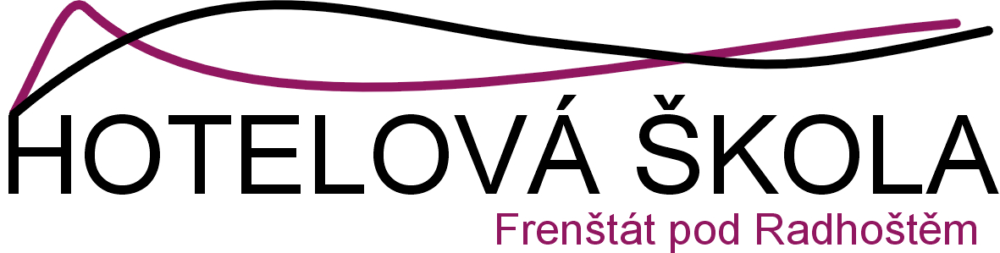 HOTELOVÁ ŠKOLA
Frenštát pod Radhoštěm